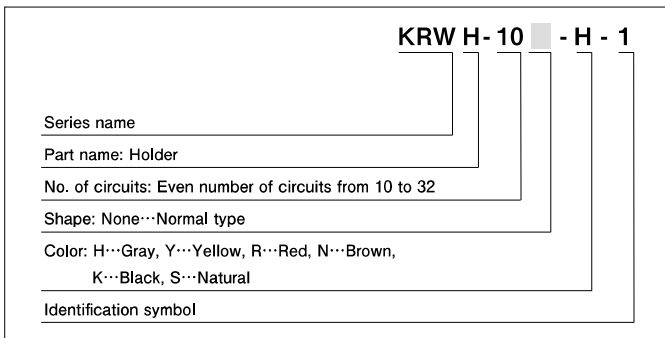 KRW H - 10 - H - 1
Series name
Part name: Holder
No. of circuits: Even number of circuits from 10 to 32
Shape: None···Normal type
Color: H···Gray, Y···Yellow, R···Red, N···Brown,
K···Black, S···Natural
Identification symbol